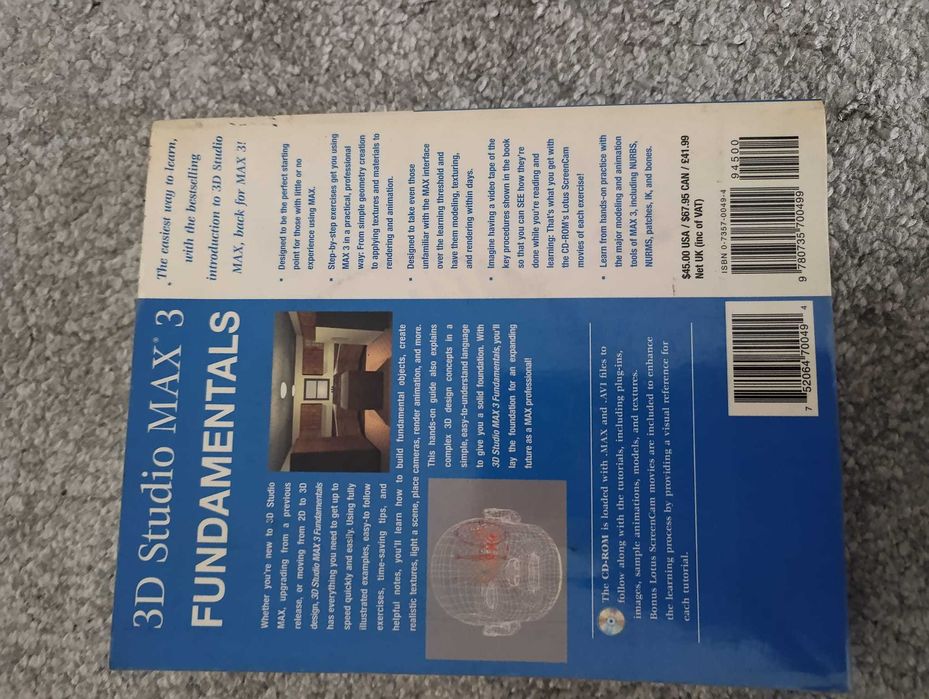 3D Studio MAX® 3
FUNDAMENTALS
Whether you're new to 3D Studio
MAX, upgrading from a previous
release, or moving from 2D to 3D
design, 3D Studio MAX 3 Fundamentals
has everything you need to get up to
speed quickly and easily. Using fully
illustrated examples, easy-to follow
exercises, time-saving tips, and
helpful notes, you'll learn how to build fundamental objects, create
realistic textures, light a scene, place cameras, render animation, and more.
This hands-on guide also explains
complex 3D design concepts in a
simple, easy-to-understand language
to give you a solid foundation. With
3D Studio MAX 3 Fundamentals, you'll
lay the foundation for an expanding
future as a MAX professional!
The CD-ROM is loaded with .MAX and .AVI files to
follow along with the tutorials, including plug-ins,
images, sample animations, models, and textures.
Bonus Lotus ScreenCam movies are included to enhance
the learning process by providing a visual reference for
each tutorial.
7 52064 70049 4
• The easiest way to learn,
with the bestselling
introduction to 3D Studio
MAX, back for MAX 3!
• Designed to be the perfect starting
point for those with little or no
experience using MAX.
• Step-by-step exercises get you using
MAX 3 in a practical, professional
way: From simple geometry creation
to applying textures and materials to
rendering and animation.
• Designed to take even those
unfamiliar with the MAX interface
over the learning threshold and
have them modeling, texturing,
and rendering within days.
• Imagine having a video tape of the
key procedures shown in the book
so that you can SEE how they're
done while you're reading and
learning: That's what you get with
the CD-ROM's Lotus ScreenCam
movies of each exercise!
• Learn from hands-on practice with
the major modeling and animation
tools of MAX 3, including NURBS,
NURMS, patches, IK, and bones.
$45.00 USA / $67.95 CAN / £41.99
Net UK (inc of VAT)
ISBN 0-7357-0049-4
94500
9 780735 700499